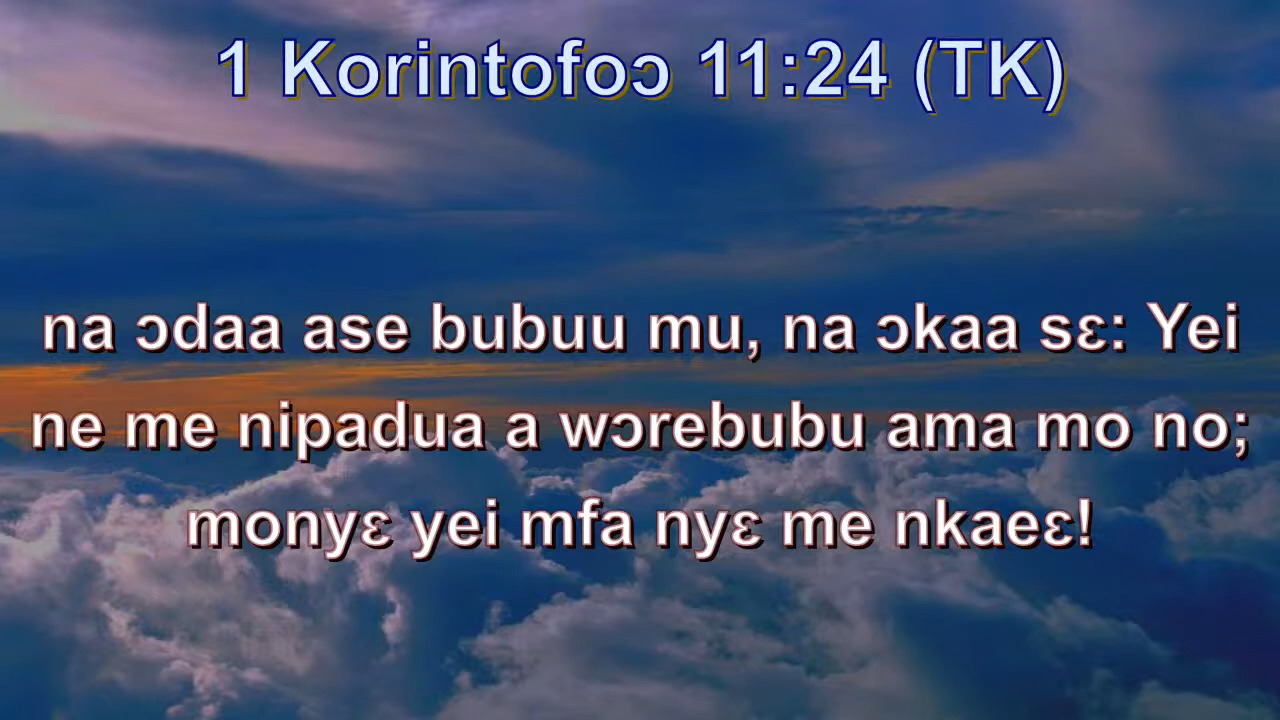 1 Korintofoɔ 11:24 (TK)
na ɔdaa ase bubuu mu, na ɔkaa sɛ: Yei
ne me nipadua a wɔrebubu ama mo no;
monyɛ yei mfa nyɛ me nkaeɛ!